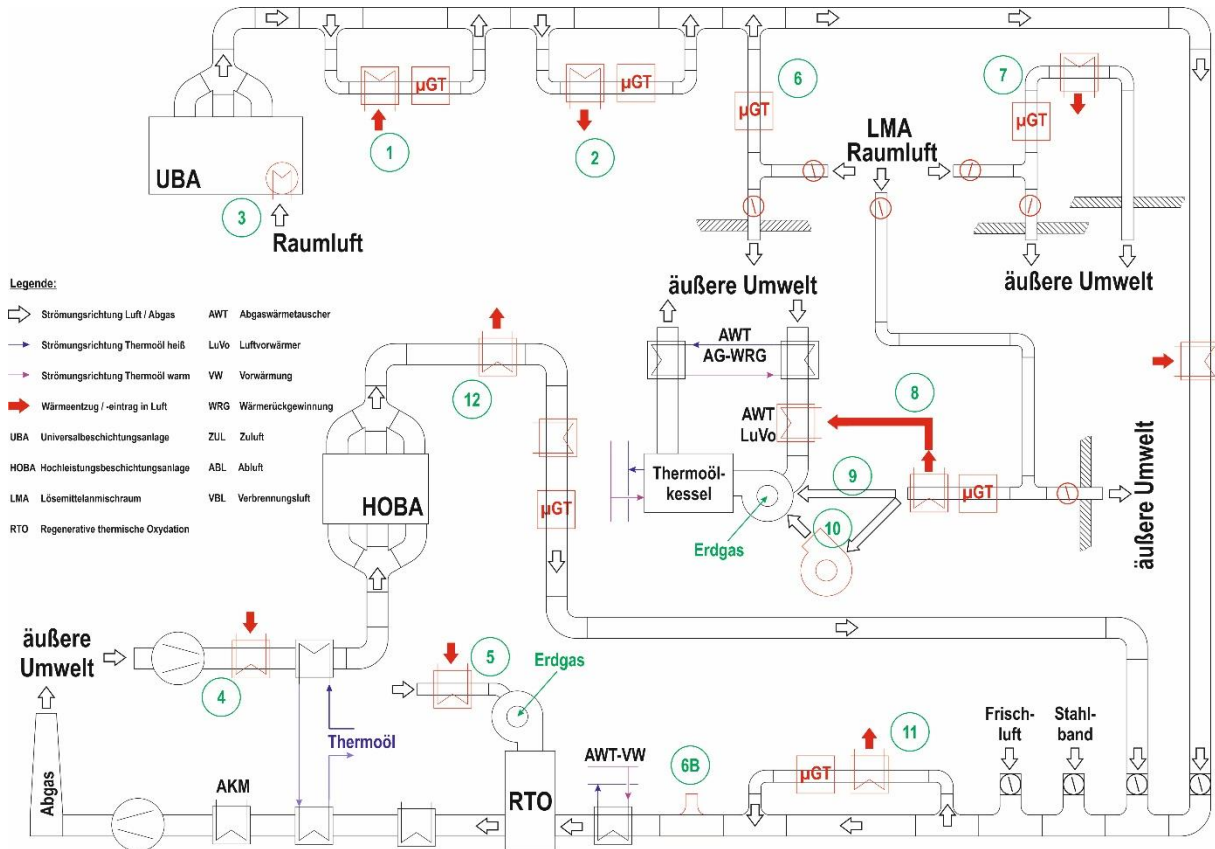 µGT
µGT
1
2
6
µGT
7
µGT
LMA
Raumluft
UBA
3
Raumluft
äußere Umwelt
äußere Umwelt
Legende:
Strömungsrichtung Luft / Abgas
AWT Abgaswärmetauscher
Strömungsrichtung Thermoöl heiß
LuVo Luftvorwärmer
Strömungsrichtung Thermoöl warm
VW Vorwärmung
Wärmeentzug / -eintrag in Luft
WRG Wärmerückgewinnung
UBA Universalbeschichtungsanlage
ZUL Zuluft
HOBA Hochleistungsbeschichtungsanlage
ABL Abluft
LMA Lösemittelanmischraum
VBL Verbrennungsluft
RTO Regenerative thermische Oxydation
12
AWT
AG-WRG
AWT
LuVo
8
Thermoöl-
kessel
9
µGT
äußere Umwelt
Erdgas
10
HOBA
µGT
äußere
Umwelt
4
5
Erdgas
Thermoöl
Abgas
AKM
RTO
AWT-VW
6B
µGT
11
Frisch-
luft
Stahl-
band